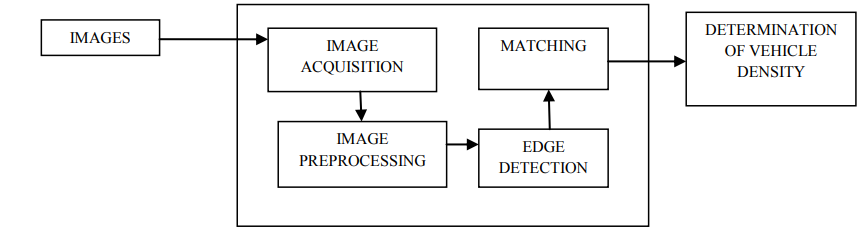 IMAGES
IMAGE
ACQUISITION
IMAGE
PREPROCESSING
EDGE
DETECTION
MATCHING
DETERMINATION
OF VEHICLE
DENSITY